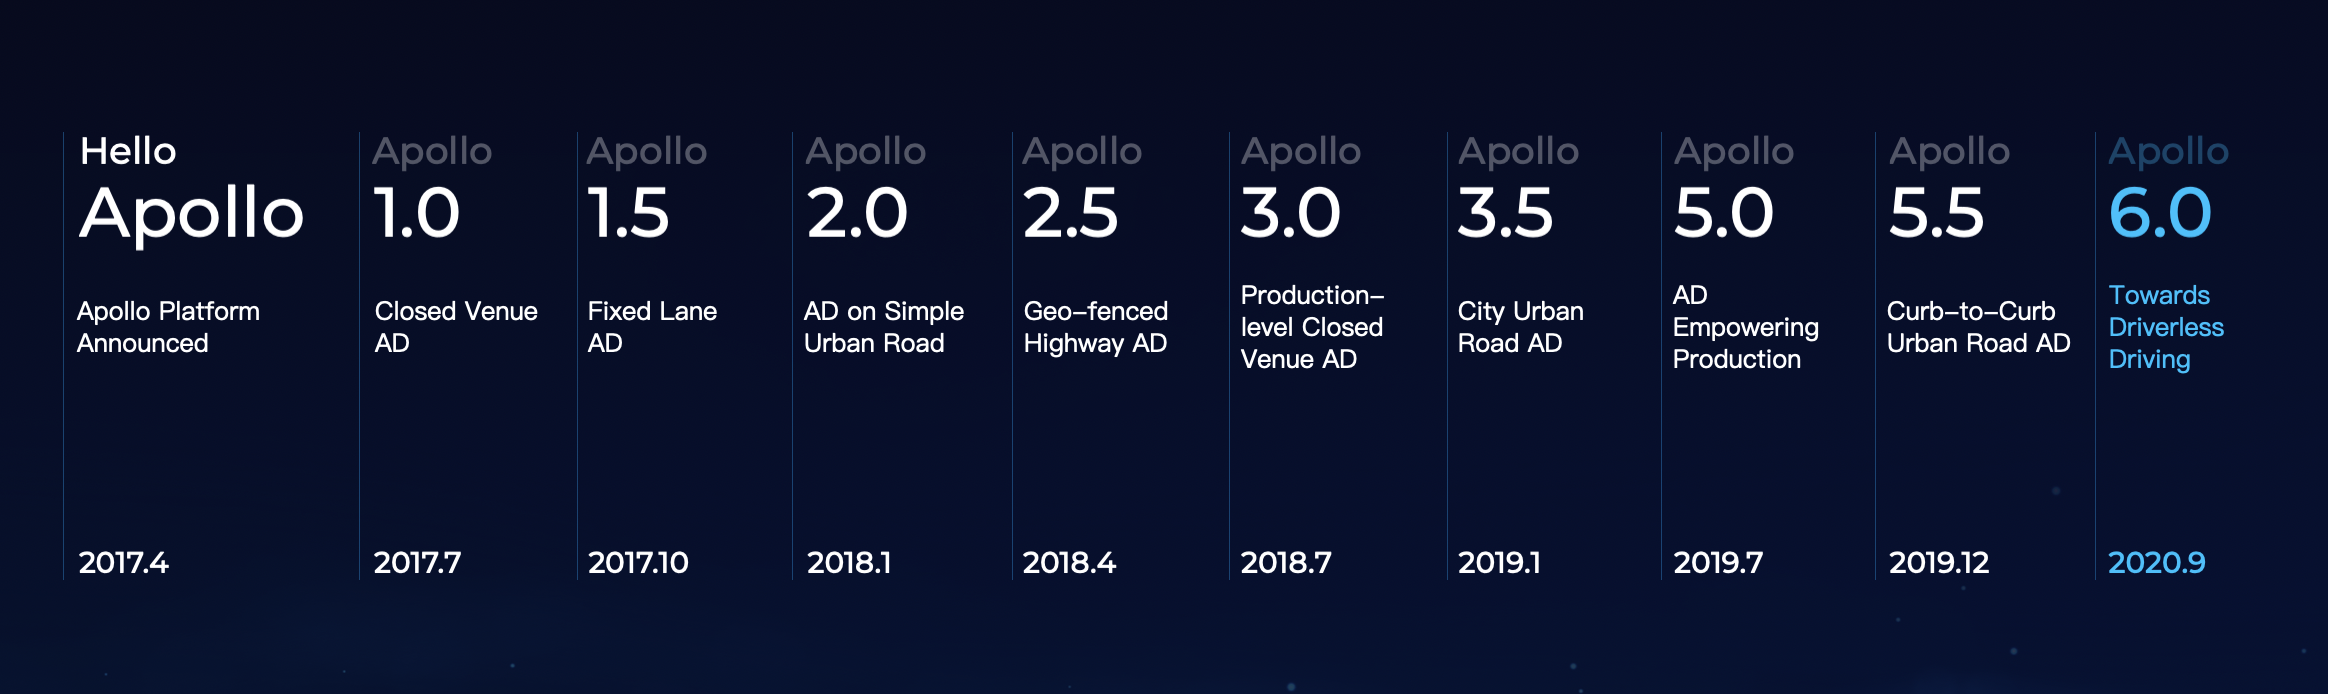 Hello
Apollo
Apollo Platform
Announced
2017.4
Apollo
1.0
Closed Venue
AD
2017.7
Apollo
1.5
Fixed Lane
AD
2017.10
Apollo
2.0
AD on Simple
Urban Road
2018.1
Apollo
2.5
Geo-fenced
Highway AD
2018.4
Apollo
3.0
Production-
level Closed
Venue AD
2018.7
Apollo
3.5
City Urban
Road AD
2019.1
Apollo
5.0
AD
Empowering
Production
2019.7
Apollo
5.5
Curb-to-Curb
Urban Road AD
2019.12
Apollo
6.0
Towards
Driverless
Driving
2020.9